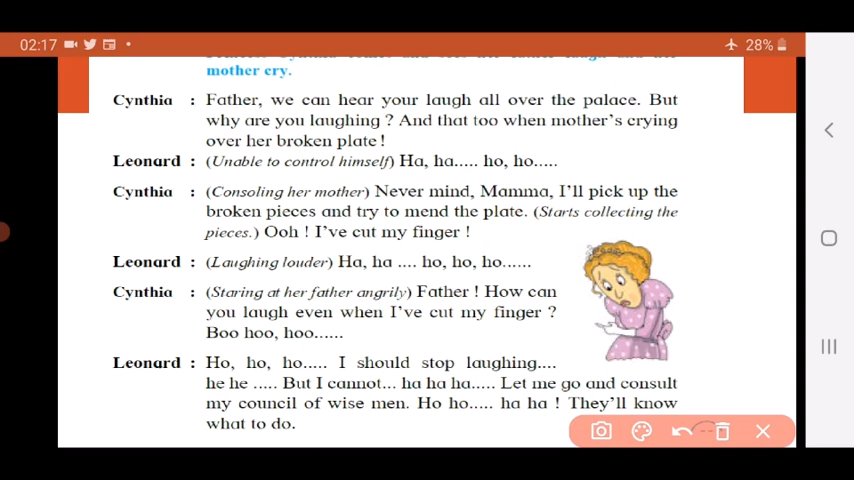 02:17
28%
mother cry.
Cynthia : Father, we can hear your laugh all over the palace. But
why are you laughing ? And that too when mother's crying
over her broken plate !
Leonard : (Unable to control himself) Ha, ha..... ho, ho.....
Cynthia : (Consoling her mother) Never mind, Mamma, I'll pick up the
broken pieces and try to mend the plate. (Starts collecting the
pieces.) Ooh ! I've cut my finger !
Leonard : (Laughing louder) Ha, ha .... ho, ho, ho......
Cynthia : (Staring at her father angrily) Father ! How can
you laugh even when I've cut my finger ?
Boo hoo, hoo......
Leonard : Ho, ho, ho..... I should stop laughing....
he he ..... But I cannot... ha ha ha..... Let me go and consult
my council of wise men. Ho ho..... ha ha ! They'll know
what to do.